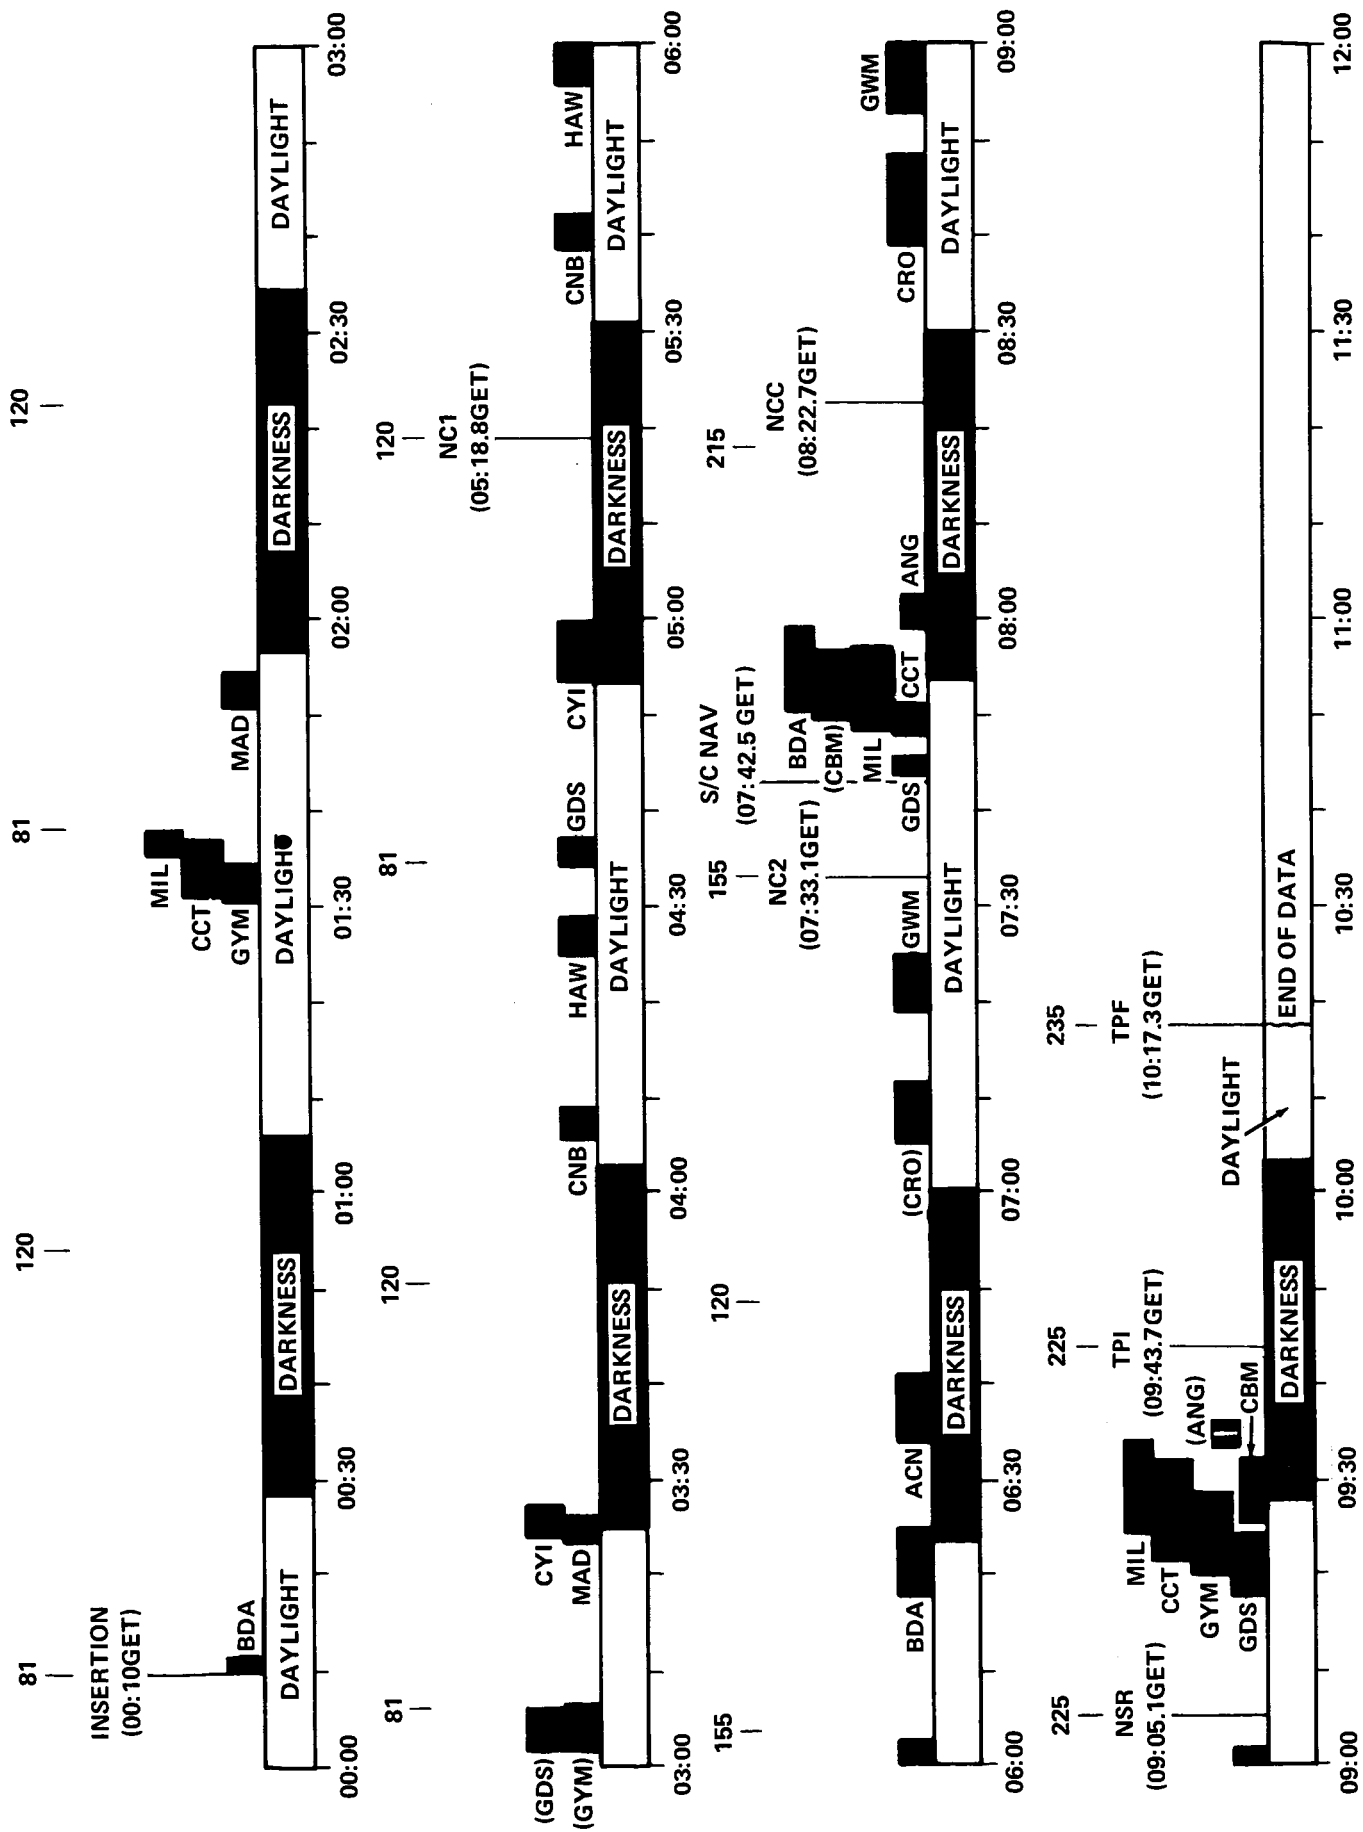 81
120
81
120
INSERTION
(00:10GET)
BDA
MIL
CCT
GYM
MAD
DAYLIGHT
DARKNESS
DAYLIGH
DARKNESS
DAYLIGHT
00:00
00:30
01:00
01:30
02:00
02:30
03:00
81
120
81
120
NC1
(05:18.8GET)
(GDS)
(GYM)
CYI
MAD
CNB
HAW
GDS
CYI
CNB
HAW
DARKNESS
DAYLIGHT
DARKNESS
DAYLIGHT
03:00
03:30
04:00
04:30
05:00
05:30
06:00
155
120
155
215
NC2
(07:33.1GET)
S/C NAV
(07:42.5 GET)
NCC
(08:22.7GET)
BDA
ACN
(CRO)
GWM
GDS
MIL
(CBM)
BDA
CCT
ANG
CRO
GWM
DARKNESS
DAYLIGHT
DARKNESS
DAYLIGHT
06:00
06:30
07:00
07:30
08:00
08:30
09:00
225
225
235
NSR
(09:05.1GET)
TPI
(09:43.7GET)
TPF
(10:17.3GET)
MIL
CCT
GYM
GDS
(ANG)
CBM
DAYLIGHT
DARKNESS
END OF DATA
09:00
09:30
10:00
10:30
11:00
11:30
12:00